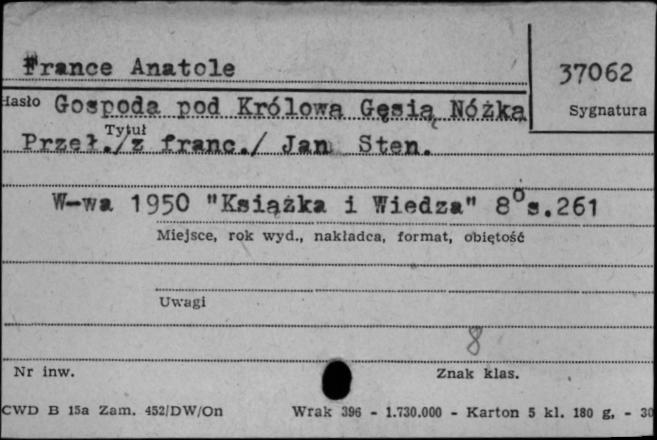 France Anatole
37062
Hasło
Gospoda pod Królową Gęsią Nóżką
Sygnatura
Tytuł
Przeł./z franc./ Jan Sten.
W-wa 1950 "Książka i Wiedza" 8° s.261
Miejsce, rok wyd., nakładca, format, objętość
Uwagi
8
Nr inw.
Znak klas.
CWD B 15a Zam. 452/DW/On
Wrak 396 - 1.730.000 - Karton 5 kl. 180 g. - 30